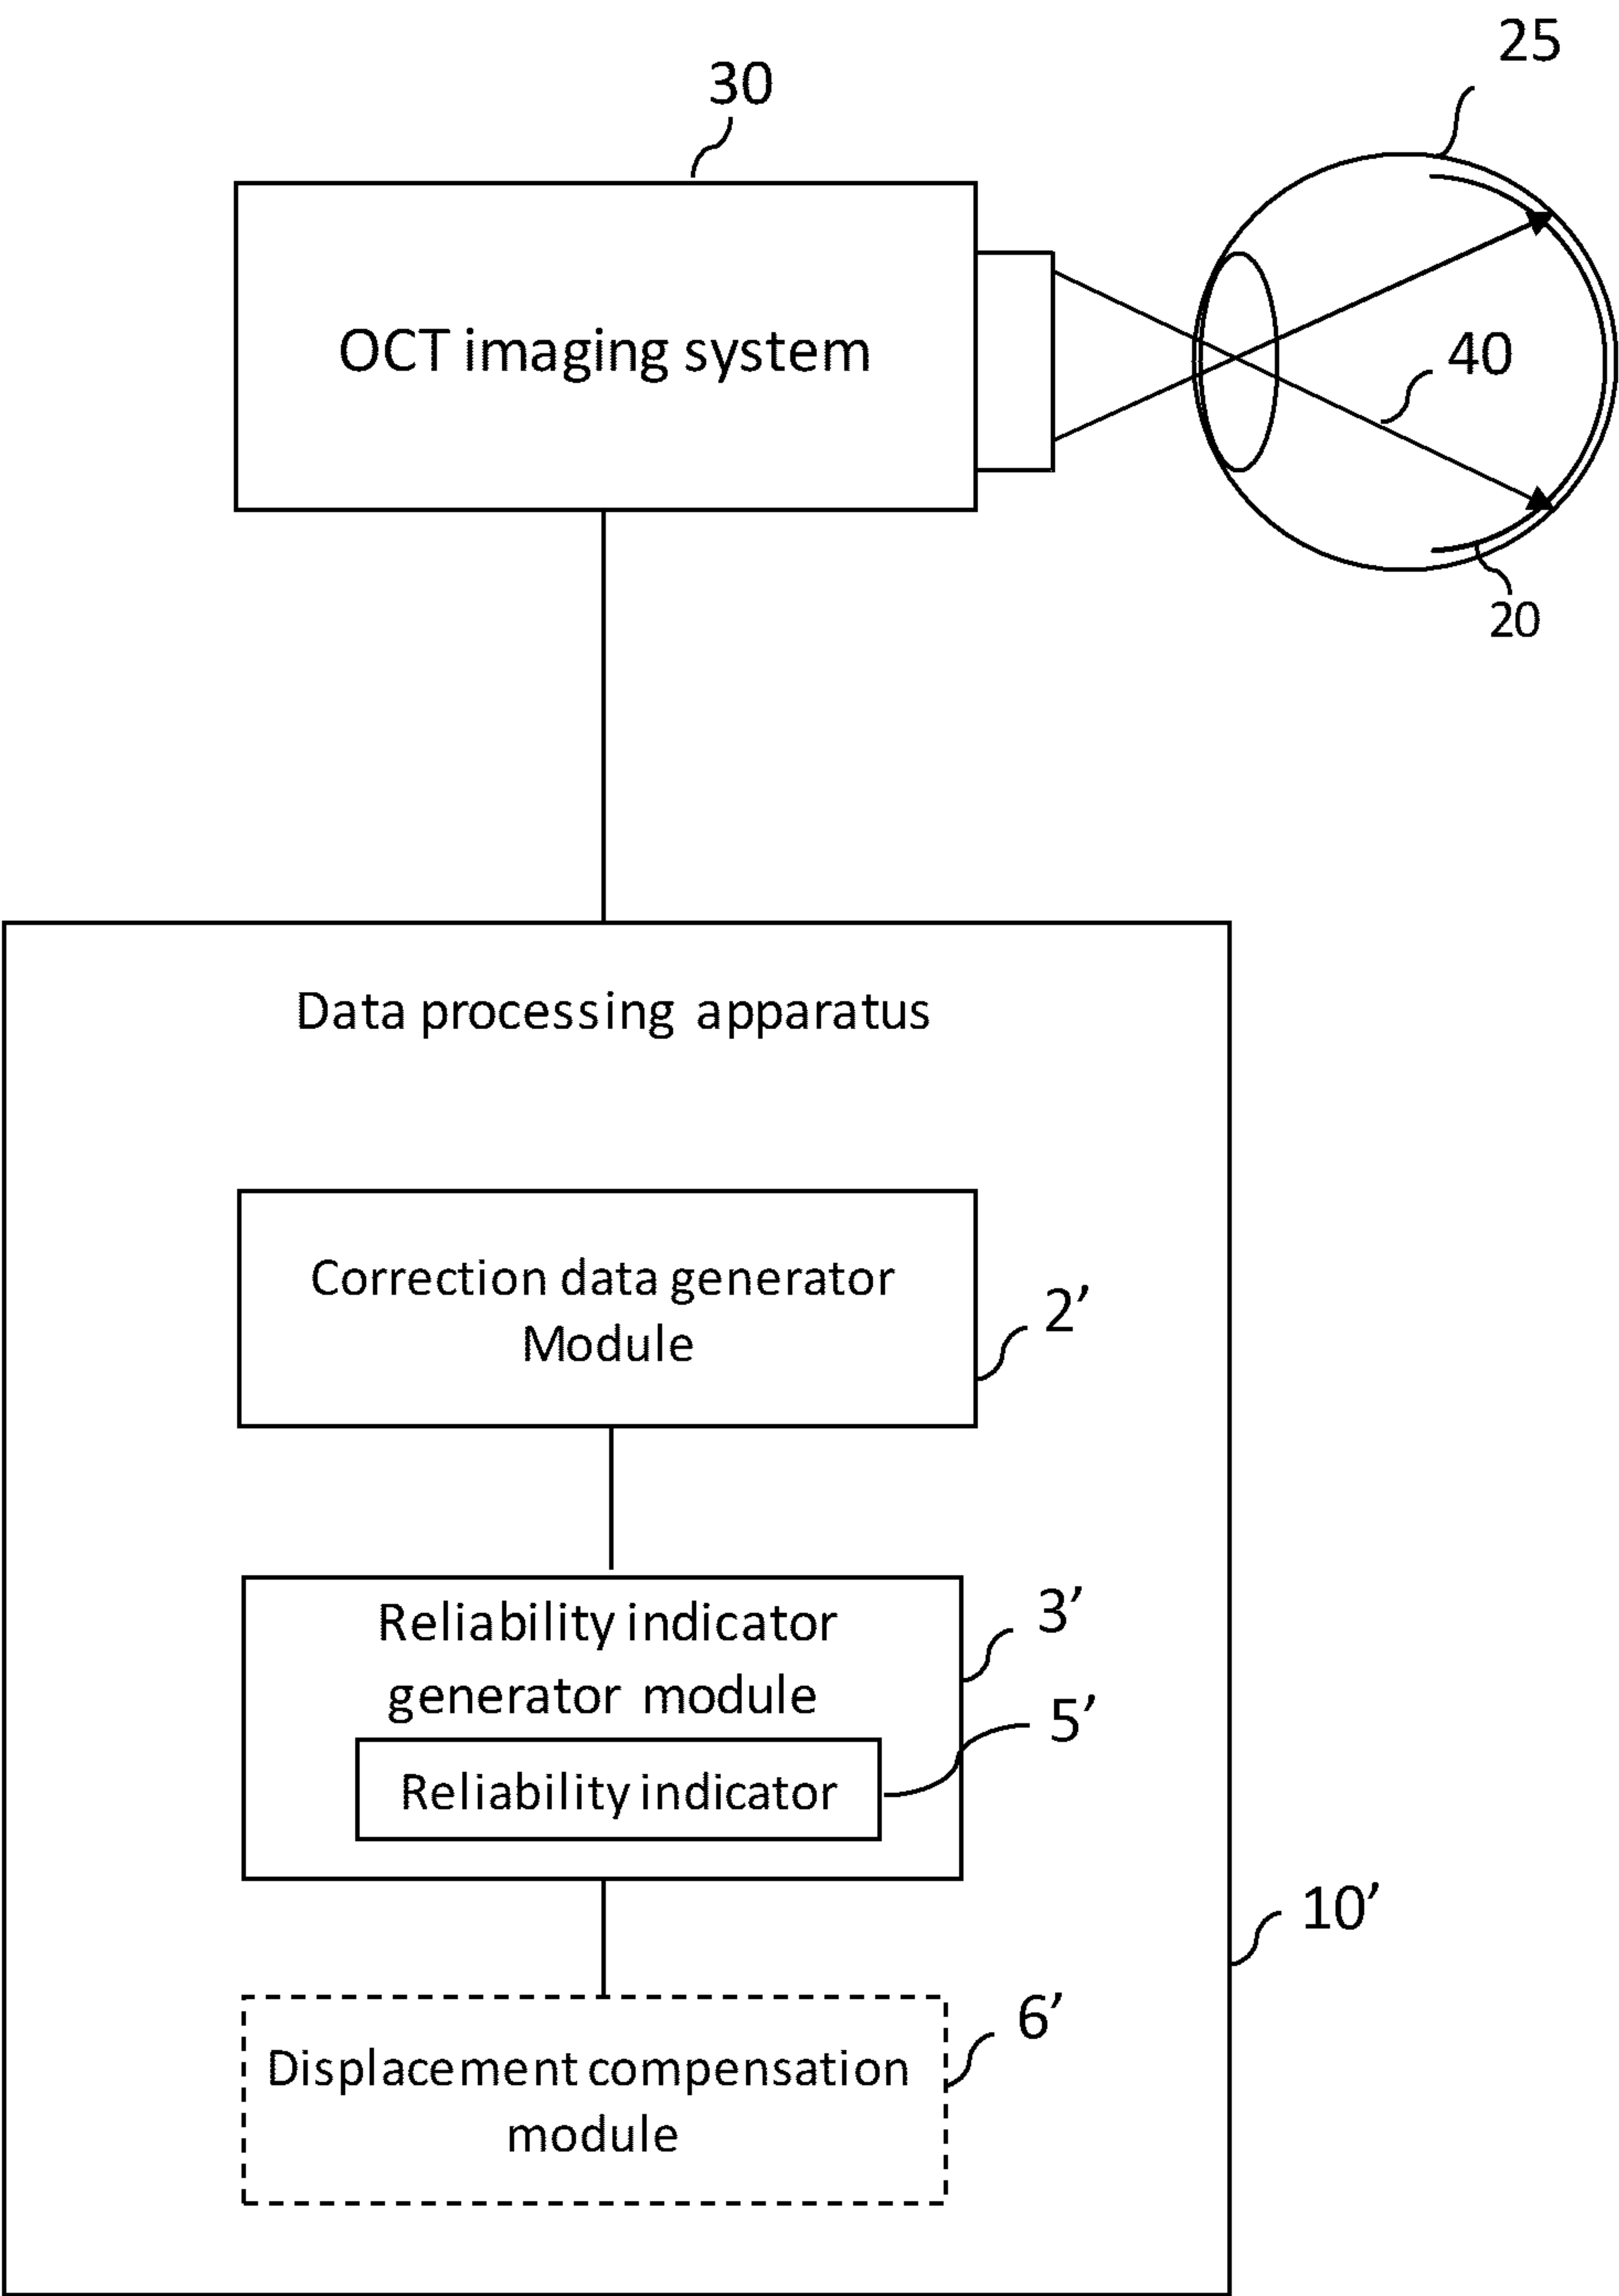 25
30
OCT imaging system
40
20
Data processing apparatus
Correction data generator
Module
2’
Reliability indicator
generator module
3’
5’
Reliability indicator
10’
6’
Displacement compensation
module